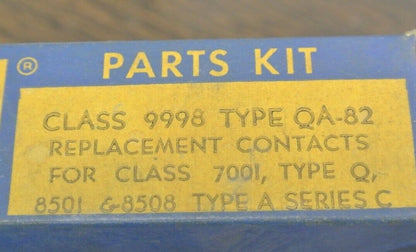 ® PARTS KIT
CLASS 9998 TYPE QA-82
REPLACEMENT CONTACTS
FOR CLASS 7001, TYPE Q,
8501 & 8508 TYPE A SERIES C